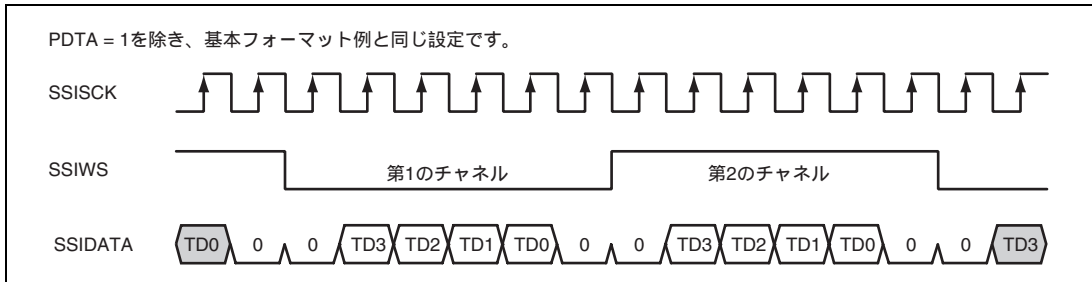 PDTA = 1を除き、基本フォーマット例と同じ設定です。
SSISCK
SSIWS 第1のチャネル 第2のチャネル
SSIDATA TD0 0 0 TD3 TD2 TD1 TD0 0 0 TD3 TD2 TD1 TD0 0 0 TD3